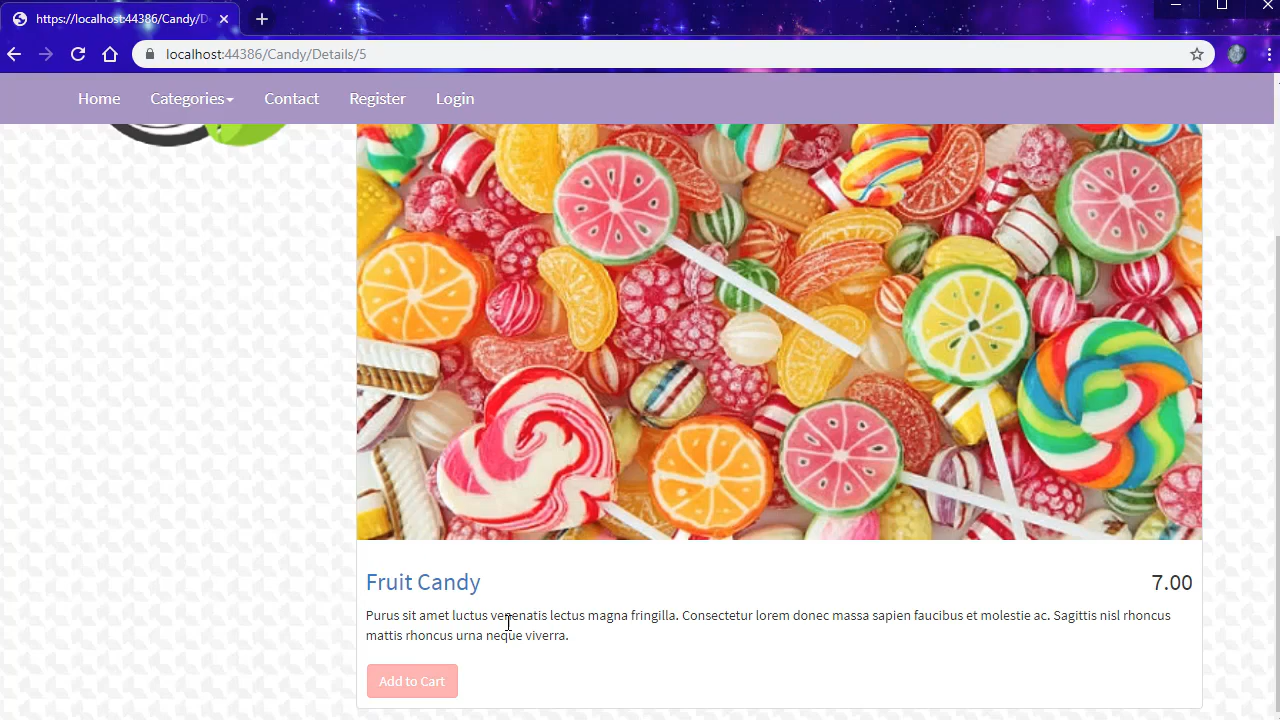 https://localhost:44386/Candy/D
localhost:44386/Candy/Details/5
Home Categories Contact Register Login
Fruit Candy 7.00
Purus sit amet luctus venenatis lectus magna fringilla. Consectetur lorem donec massa sapien faucibus et molestie ac. Sagittis nisl rhoncus
mattis rhoncus urna neque viverra.
Add to Cart